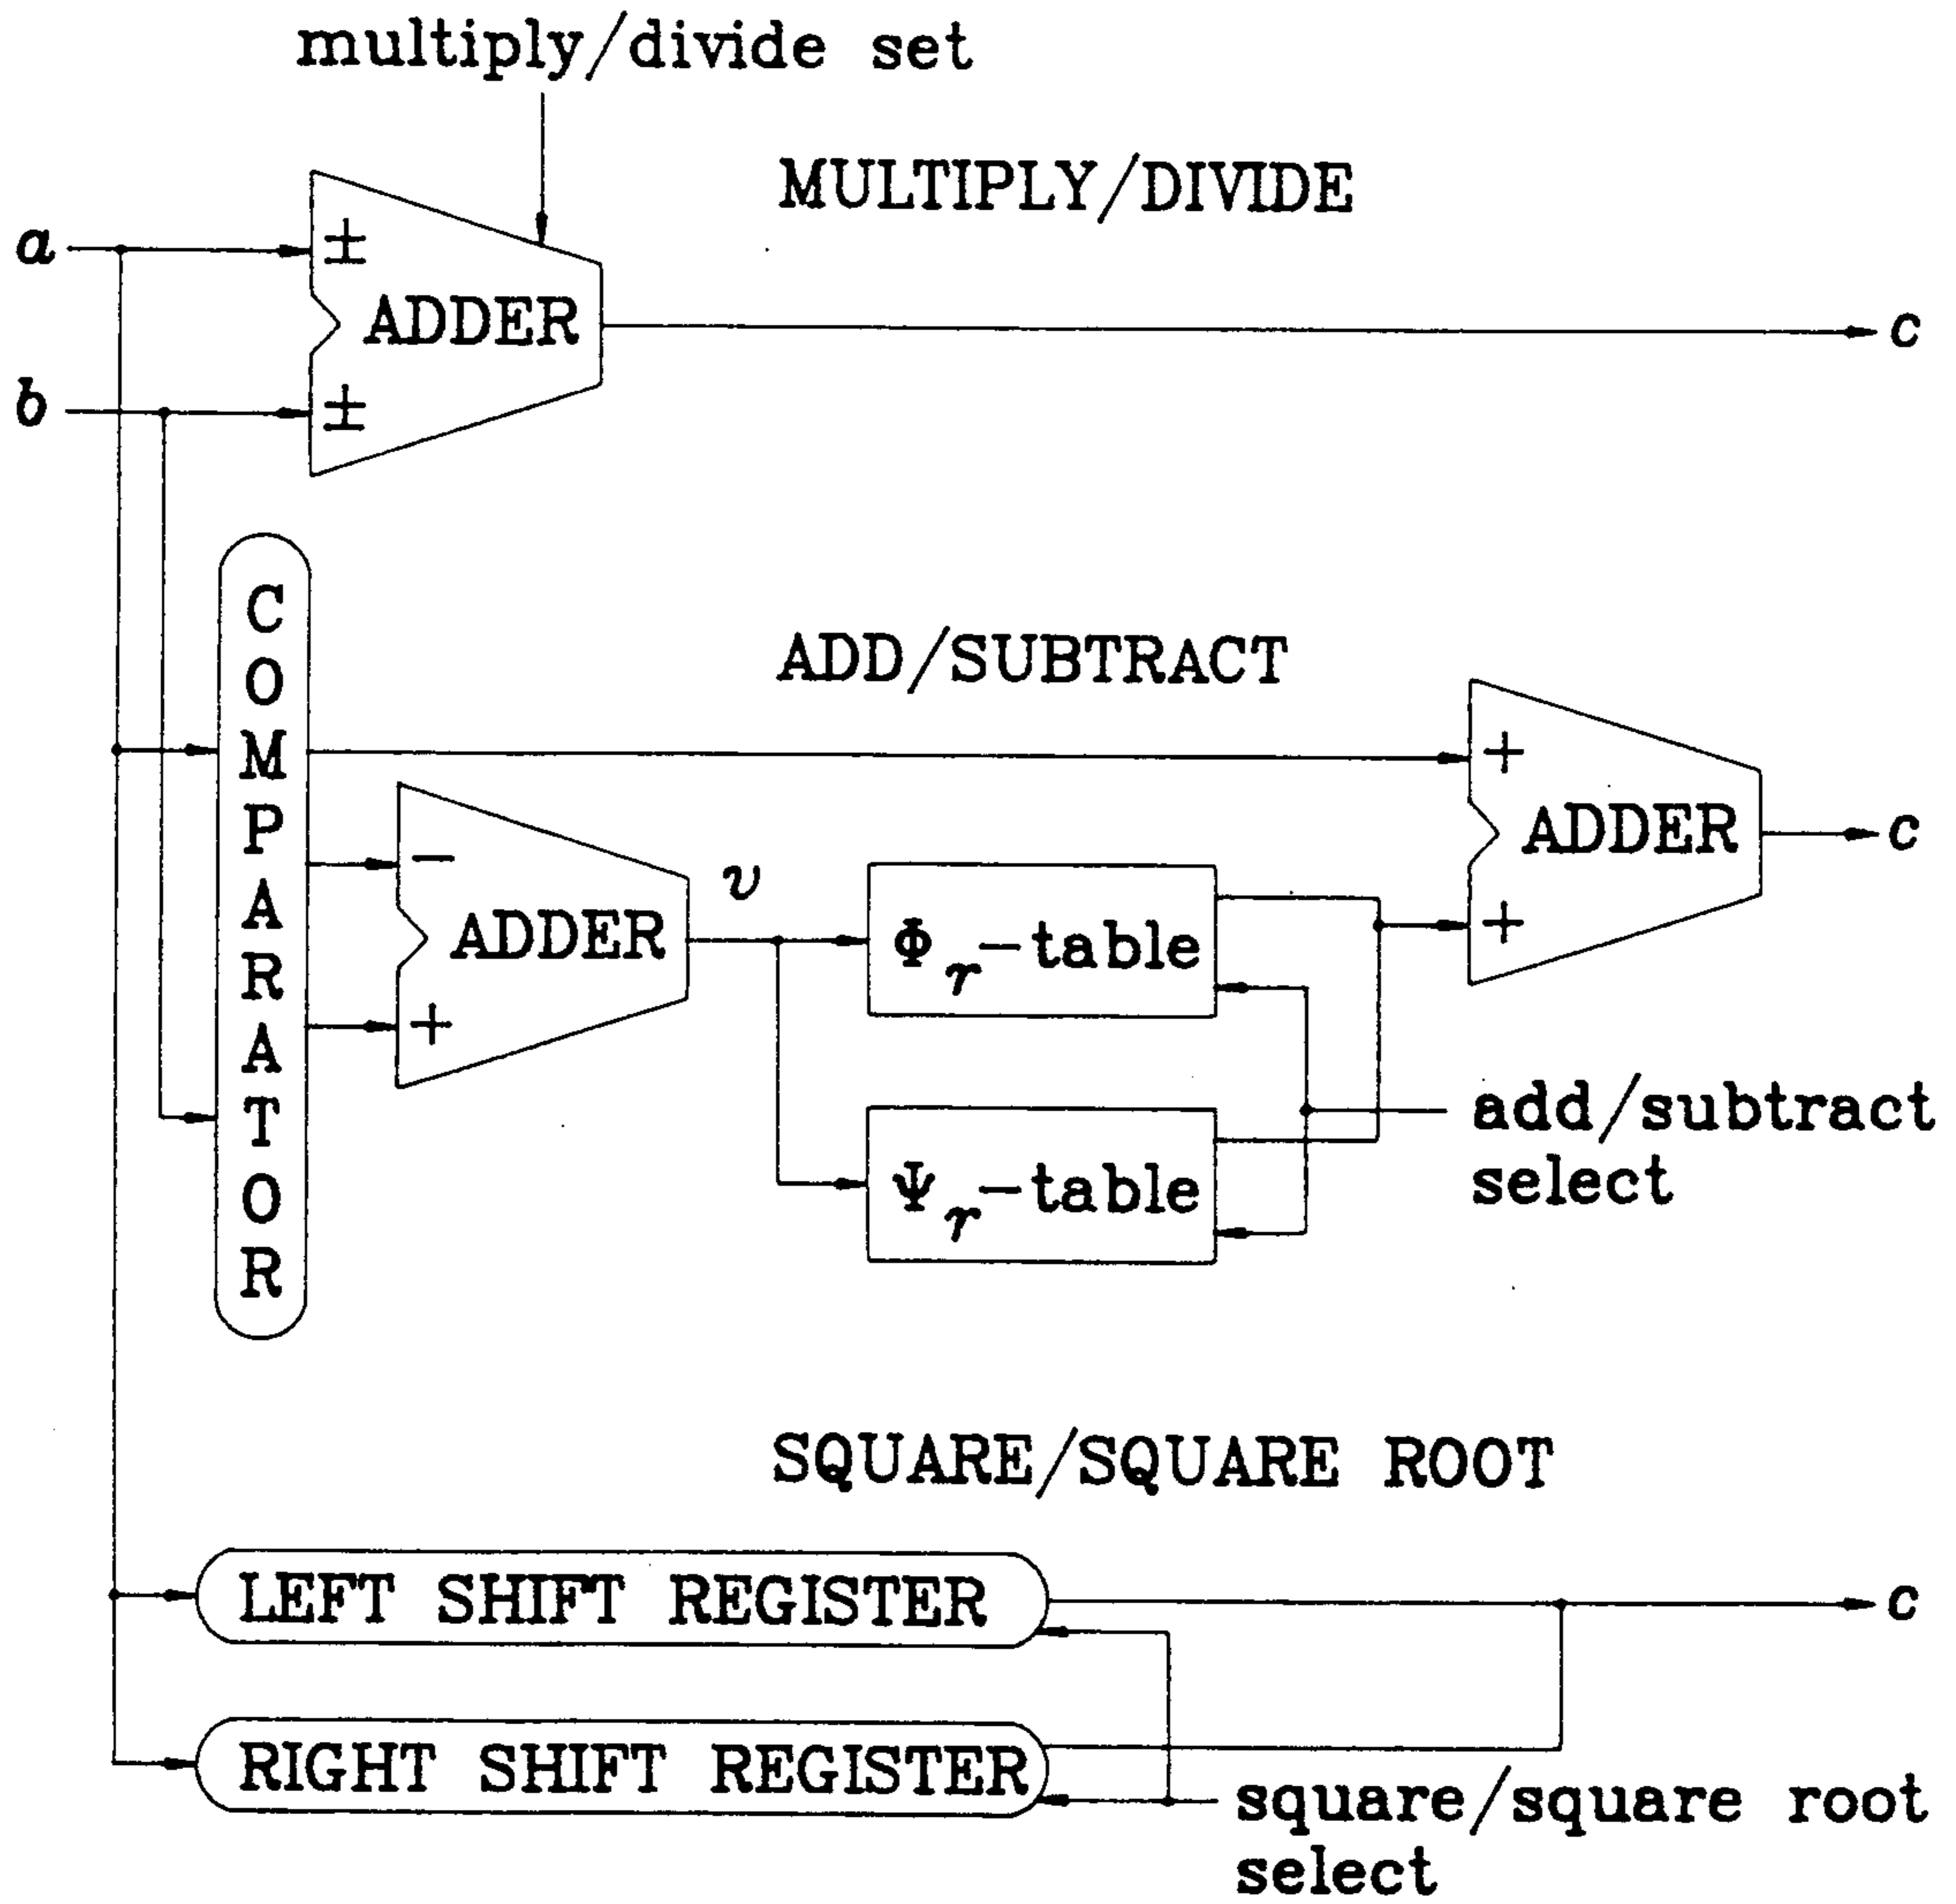 multiply/divide set
MULTIPLY/DIVIDE
a
±
ADDER
c
b
±
COMPARATOR
ADD/SUBTRACT
+
ADDER
c
+
−
ADDER
+
v
Φr−table
Ψr−table
add/subtract
select
SQUARE/SQUARE ROOT
LEFT SHIFT REGISTER
c
RIGHT SHIFT REGISTER
square/square root
select